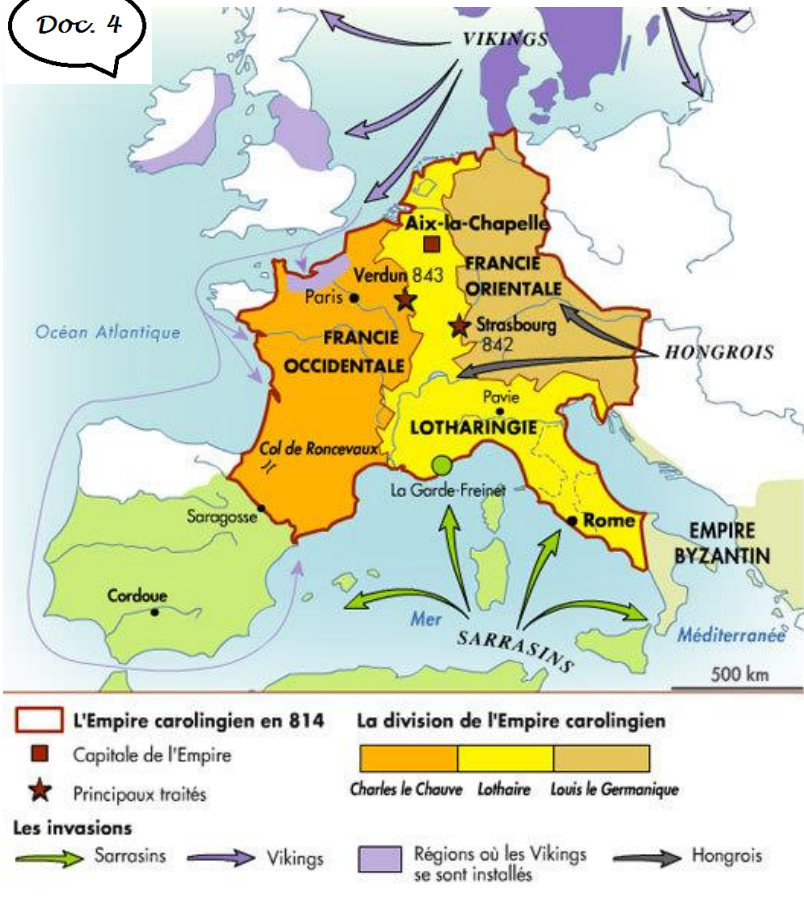 Doc. 4
VIKINGS
Aix-la-Chapelle
FRANCIE
ORIENTALE
Verdun 843
Paris
Strasbourg
842
Océan Atlantique
FRANCIE
OCCIDENTALE
HONGROIS
Pavie
LOTHARINGIE
Col de Roncevaux
La Garde-Freinet
Saragosse
Rome
EMPIRE
BYZANTIN
Cordoue
Mer
SARRASINS
Méditerranée
500 km
L'Empire carolingien en 814
Capitale de l'Empire
Principaux traités
La division de l'Empire carolingien
Charles le Chauve Lothaire Louis le Germanique
Les invasions
Sarrasins
Vikings
Régions où les Vikings
se sont installés
Hongrois